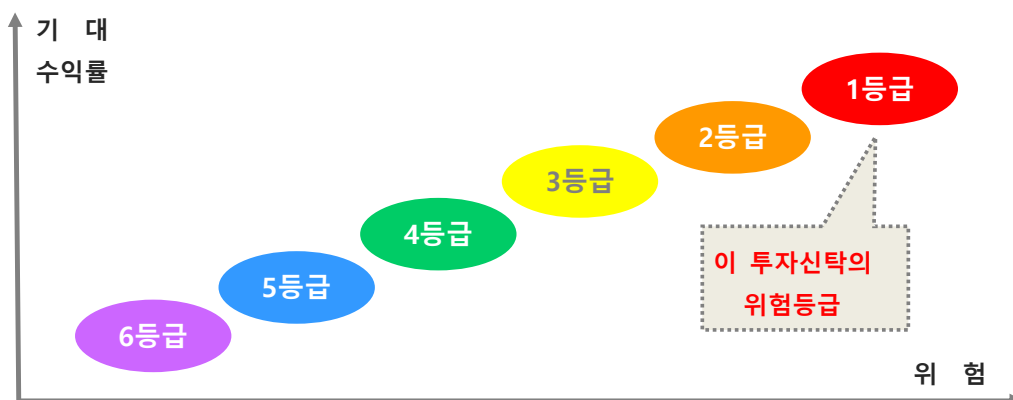 기 대
수익률
1등급
2등급
3등급
4등급
5등급
6등급
이 투자신탁의
위험등급
위 험